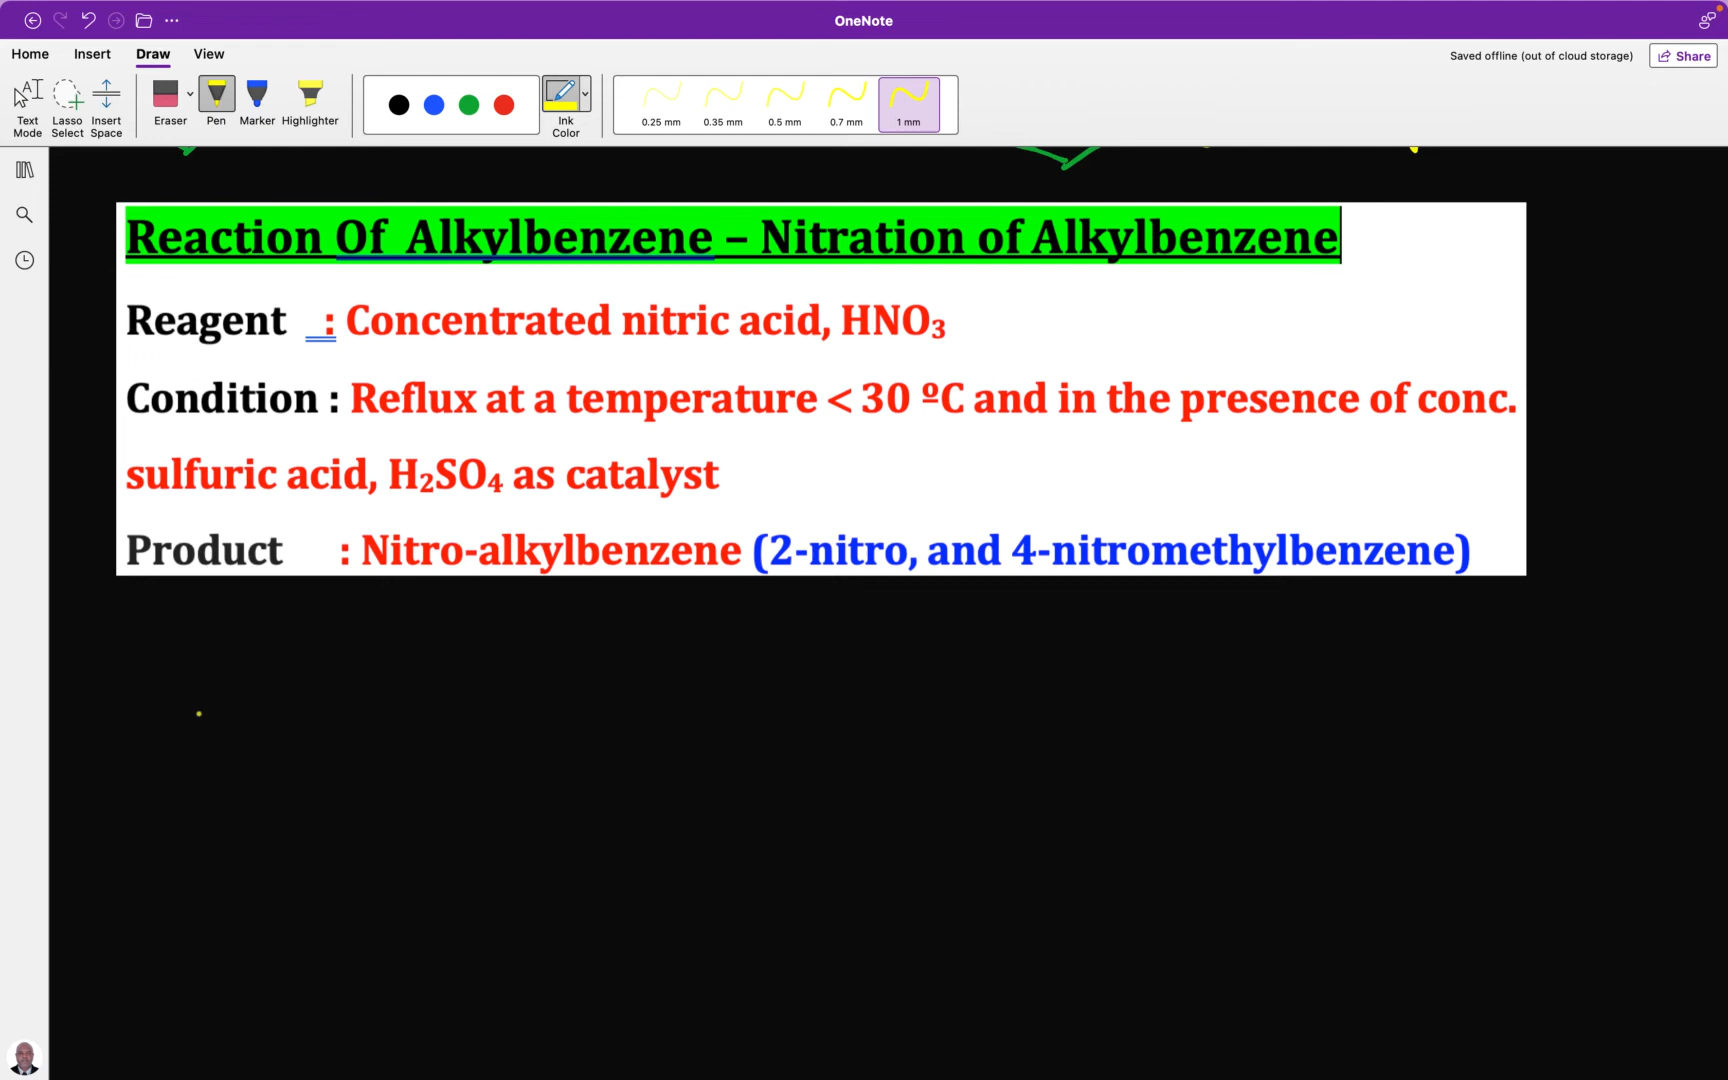 OneNote
Home Insert Draw View
Saved offline (out of cloud storage) Share
Text Mode Lasso Select Insert Space Eraser Pen Marker Highlighter Ink Color 0.25 mm 0.35 mm 0.5 mm 0.7 mm 1 mm
Reaction Of Alkylbenzene – Nitration of Alkylbenzene
Reagent : Concentrated nitric acid, HNO₃
Condition : Reflux at a temperature < 30 ºC and in the presence of conc.
sulfuric acid, H₂SO₄ as catalyst
Product : Nitro-alkylbenzene (2-nitro, and 4-nitromethylbenzene)